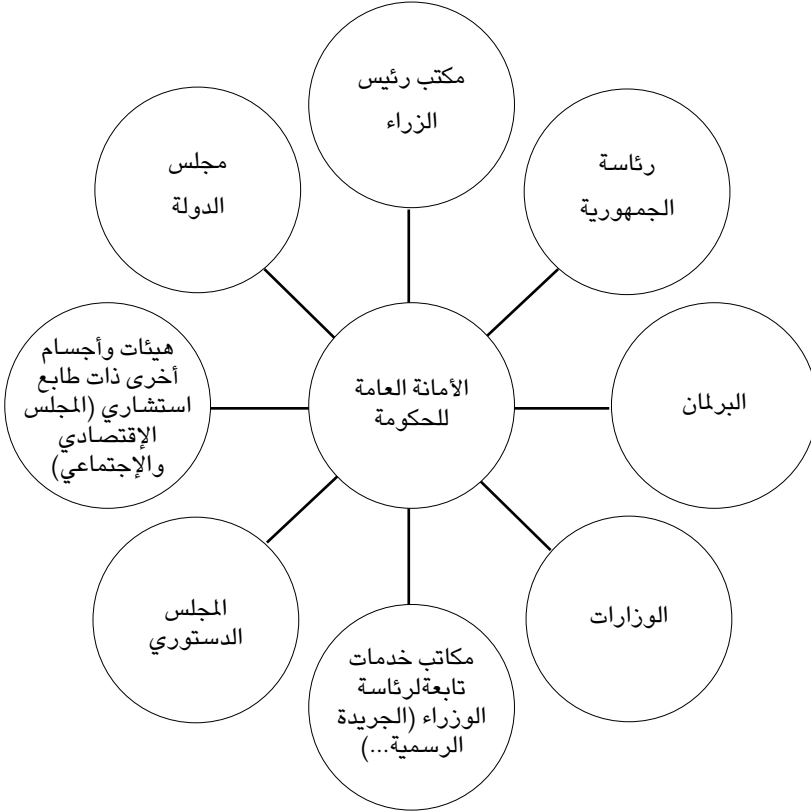 مكتب رئيس
الزراء
رئاسة
الجمهورية
مجلس
الدولة
هيئات وأجسام
أخرى ذات طابع
استشاري (المجلس
الإقتصادي
والإجتماعي)
الأمانة العامة
للحكومة
البرلمان
المجلس
الدستوري
الوزارات
مكاتب خدمات
تابعةلرئاسة
الوزراء (الجريدة
الرسمية...)